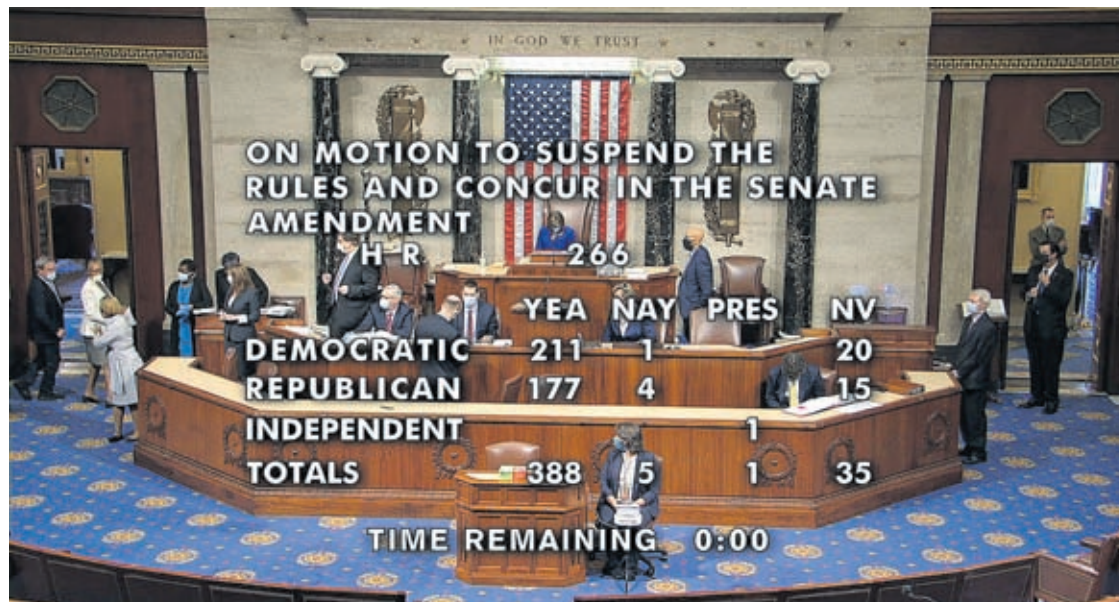 IN GOD WE TRUST
ON MOTION TO SUSPEND THE
RULES AND CONCUR IN THE SENATE
AMENDMENT
H R 266
YEA NAY PRES NV
DEMOCRATIC 211 1 20
REPUBLICAN 177 4 15
INDEPENDENT 1
TOTALS 388 5 1 35
TIME REMAINING 0:00